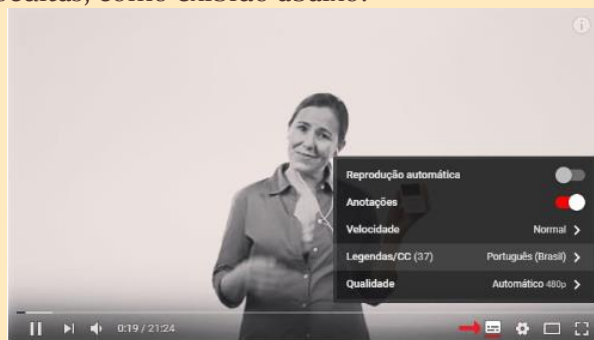 Reprodução automática
Anotações
Velocidade Normal
Legendas/CC (37) Português (Brasil)
Qualidade Automático 480p
0:19 / 21:24